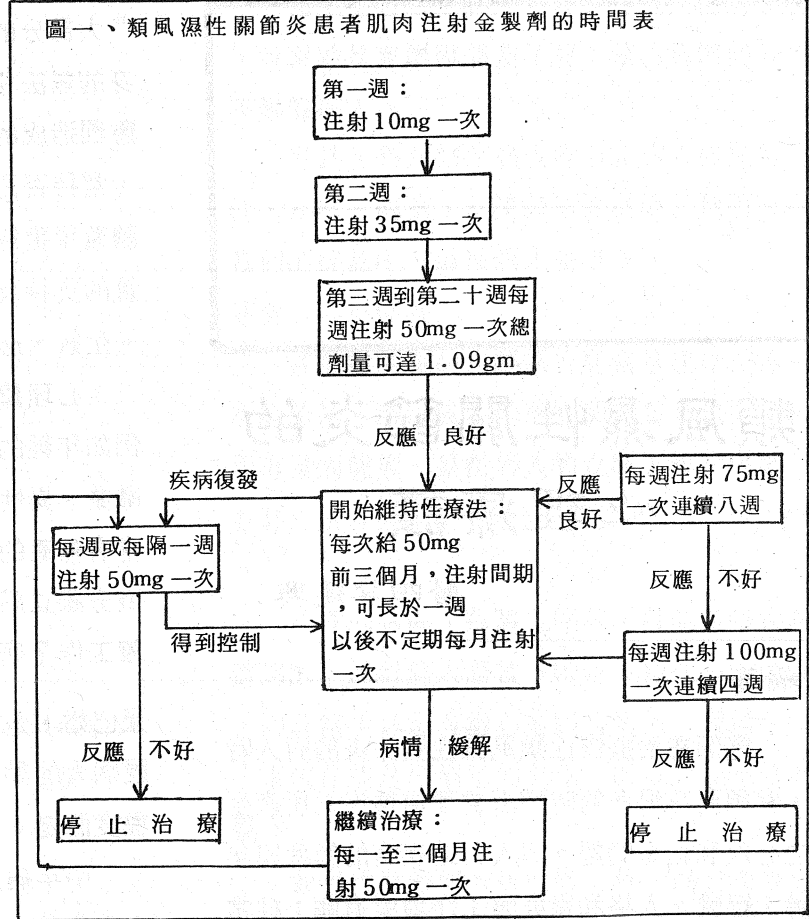 圖一、類風濕性關節炎患者肌肉注射金製劑的時間表
第一週：
注射10mg一次
第二週：
注射35mg一次
第三週到第二十週每
週注射50mg一次總
劑量可達1.09gm
反應 良好
疾病復發
每週或每隔一週
注射50mg一次
得到控制
開始維持性療法：
每次給50mg
前三個月，注射間期
，可長於一週
以後不定期每月注射
一次
反應
良好
每週注射75mg
一次連續八週
反應 不好
每週注射100mg
一次連續四週
反應 不好
停止治療
病情 緩解
繼續治療：
每一至三個月注
射50mg一次
反應 不好
停止治療
類風濕性關節炎的